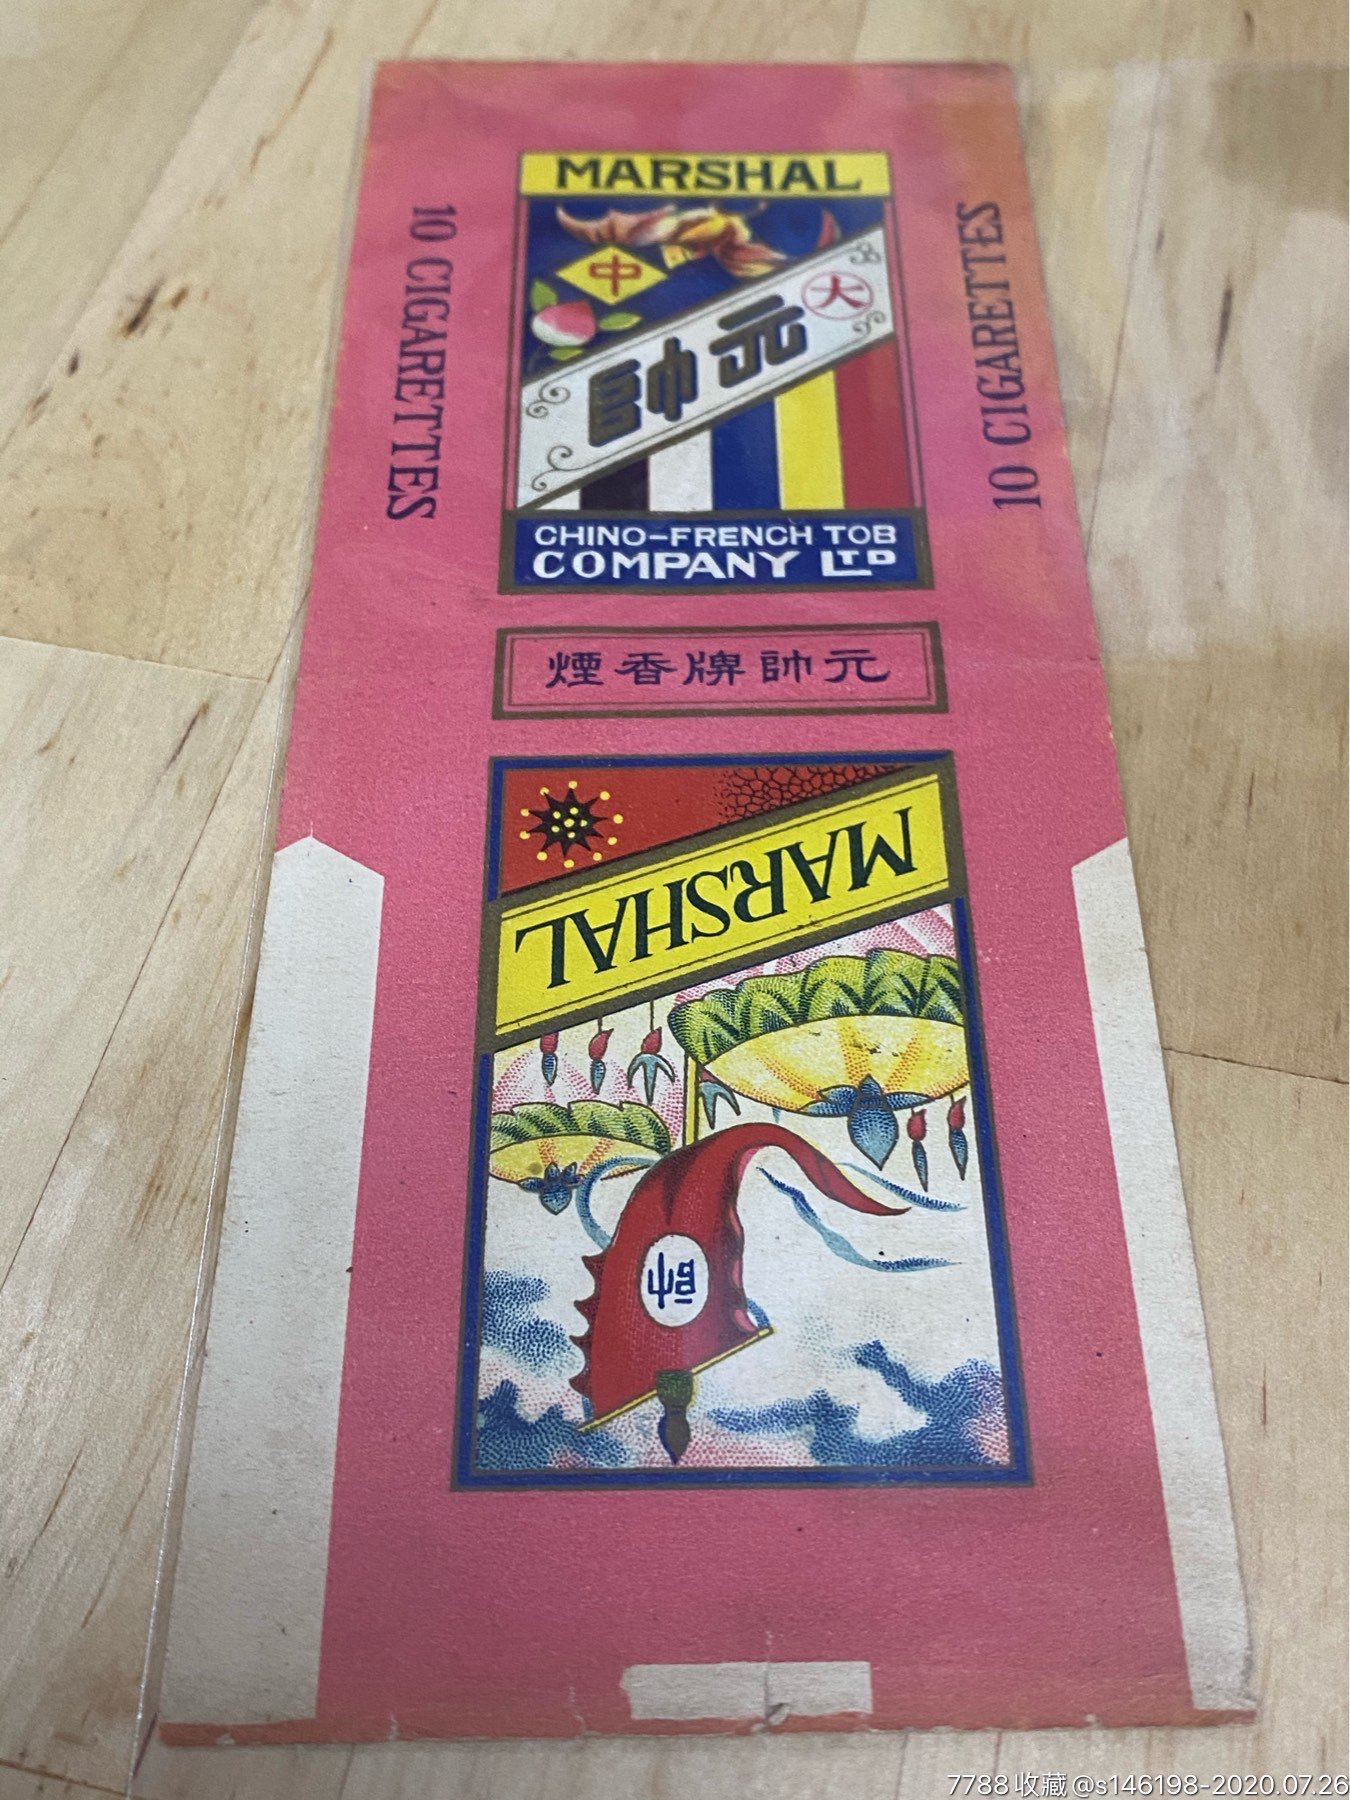 MARSHAL
中
大
元帥
CHINO-FRENCH TOB
COMPANY LTD
10 CIGARETTES
10 CIGARETTES
元帥牌香煙
MARSHAL
帥
7788收藏@s146198-2020.07.26